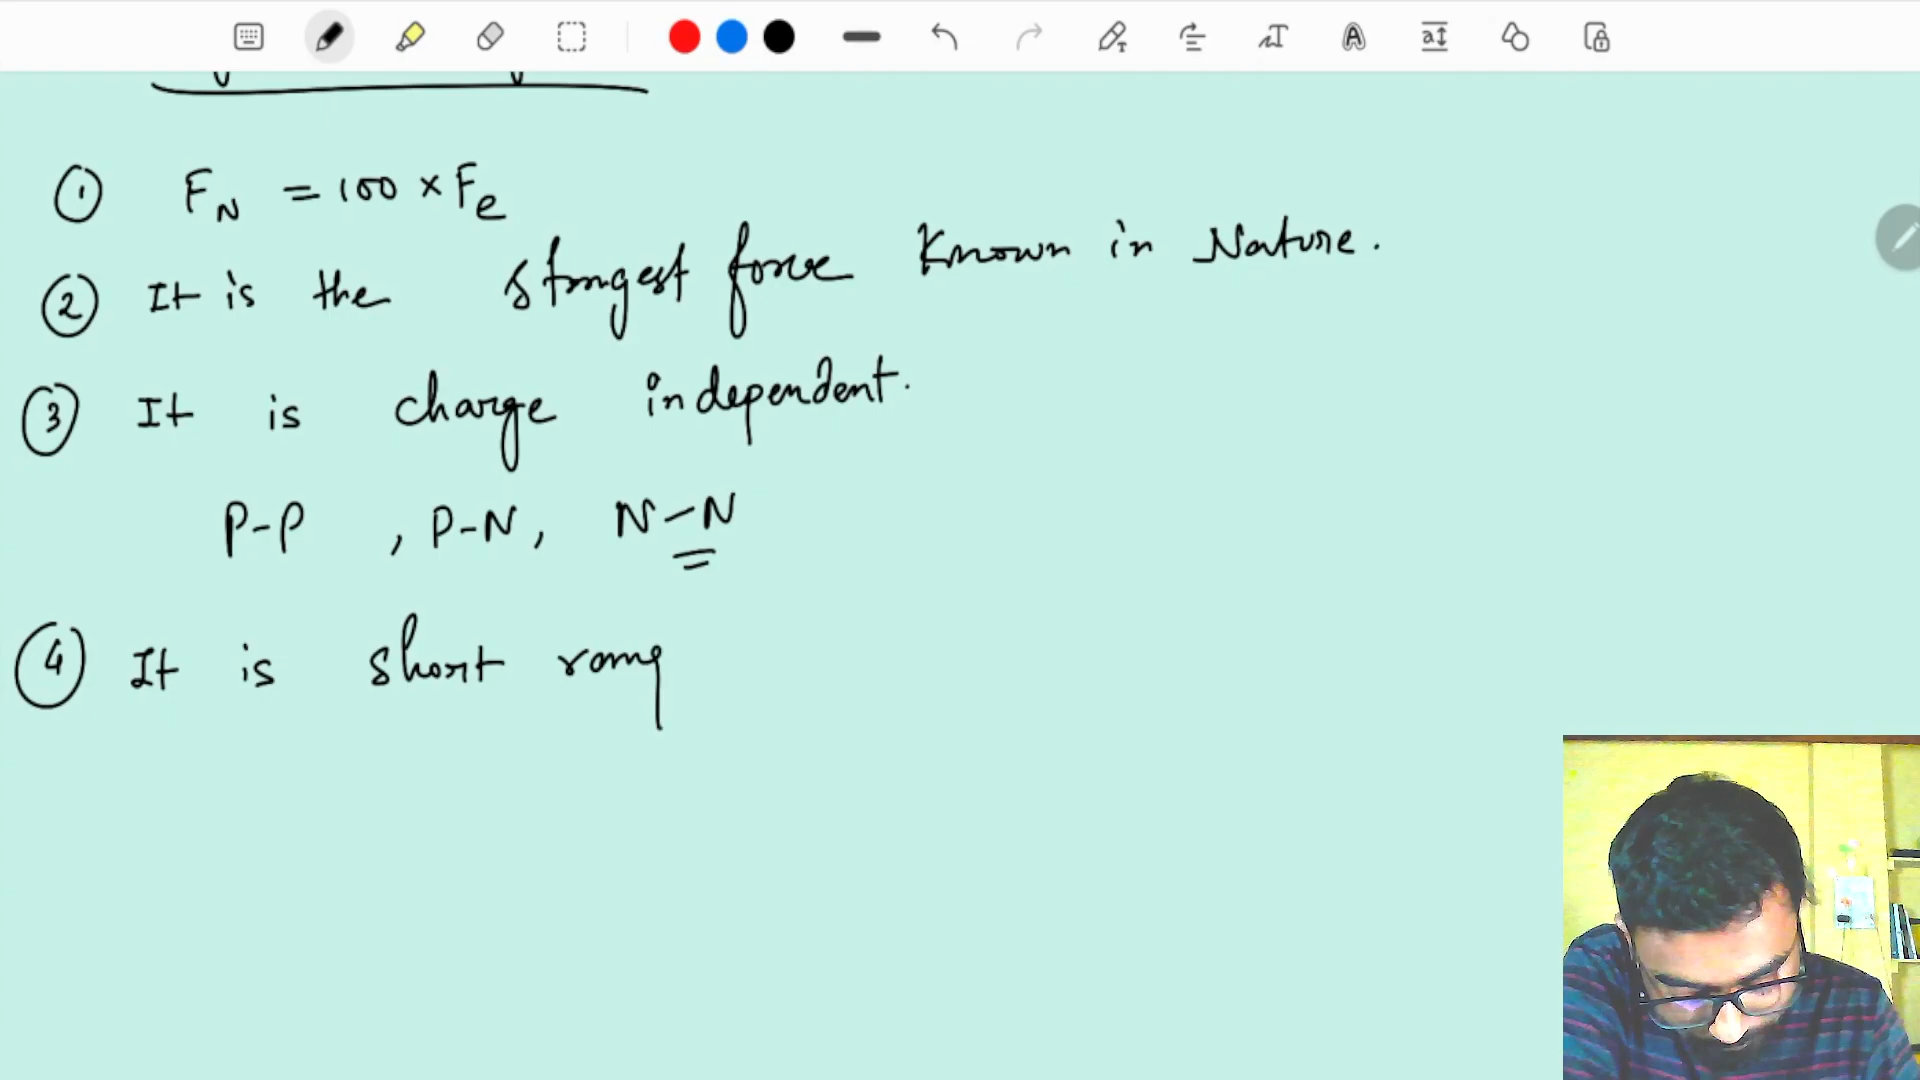 ① F_N = 100 × F_e
② It is the strongest force Known in Nature.
③ It is charge independent.
P-P , P-N, N-N
④ It is short rang